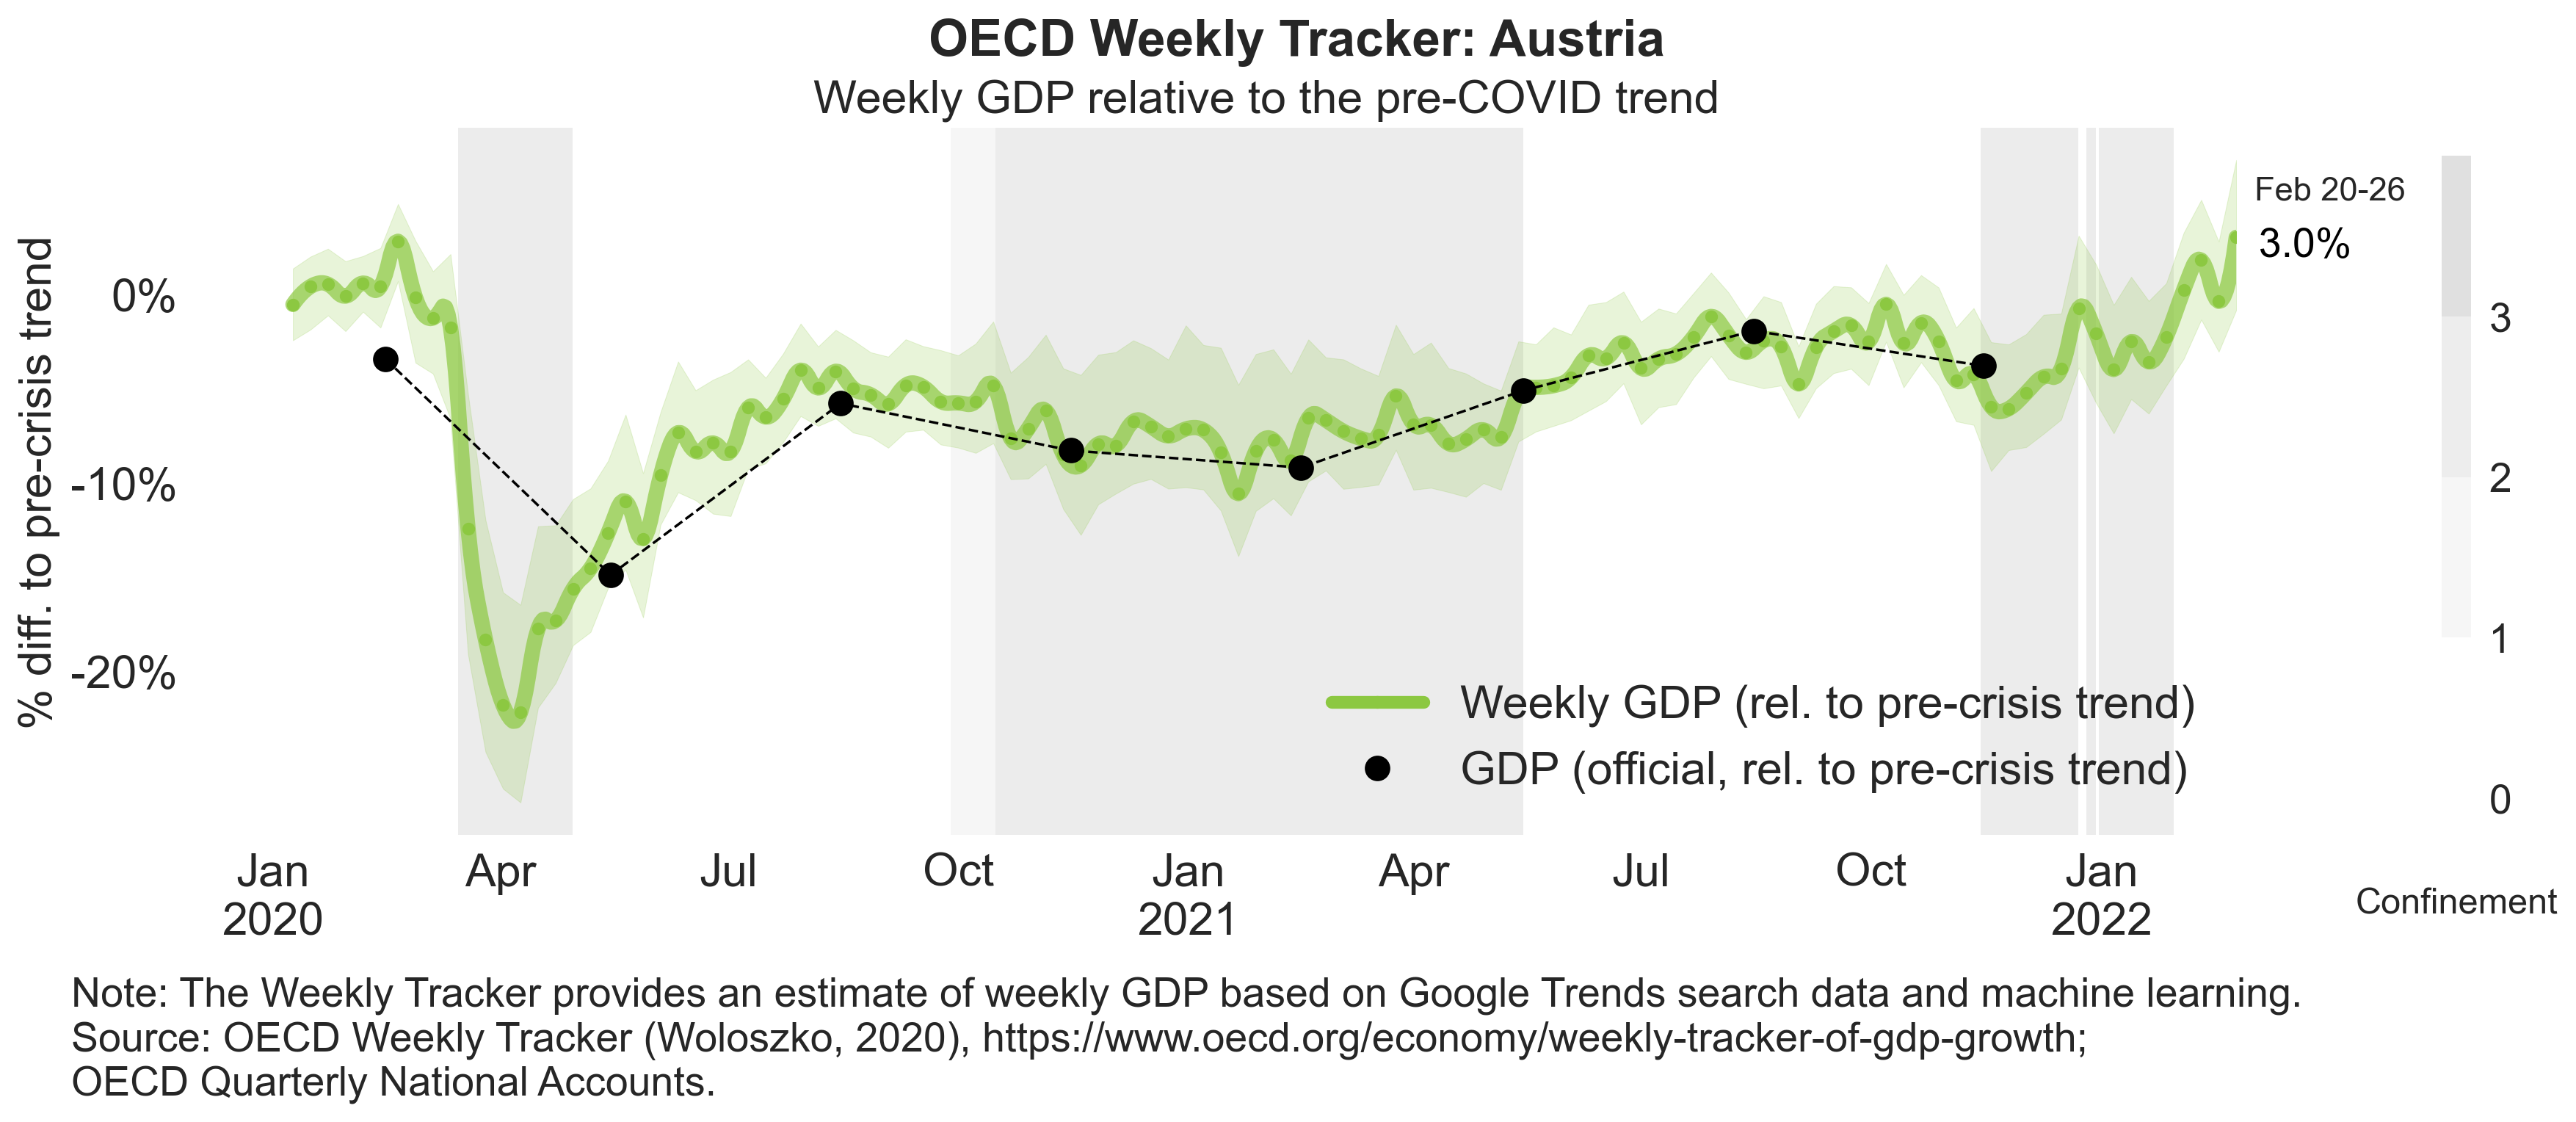 OECD Weekly Tracker: Austria
Weekly GDP relative to the pre-COVID trend
% diff. to pre-crisis trend
0%
-10%
-20%
Feb 20-26
3.0%
3
2
1
0
Confinement
Weekly GDP (rel. to pre-crisis trend)
GDP (official, rel. to pre-crisis trend)
Jan Apr Jul Oct Jan Apr Jul Oct Jan
2020 2021 2022
Note: The Weekly Tracker provides an estimate of weekly GDP based on Google Trends search data and machine learning.
Source: OECD Weekly Tracker (Woloszko, 2020), https://www.oecd.org/economy/weekly-tracker-of-gdp-growth;
OECD Quarterly National Accounts.